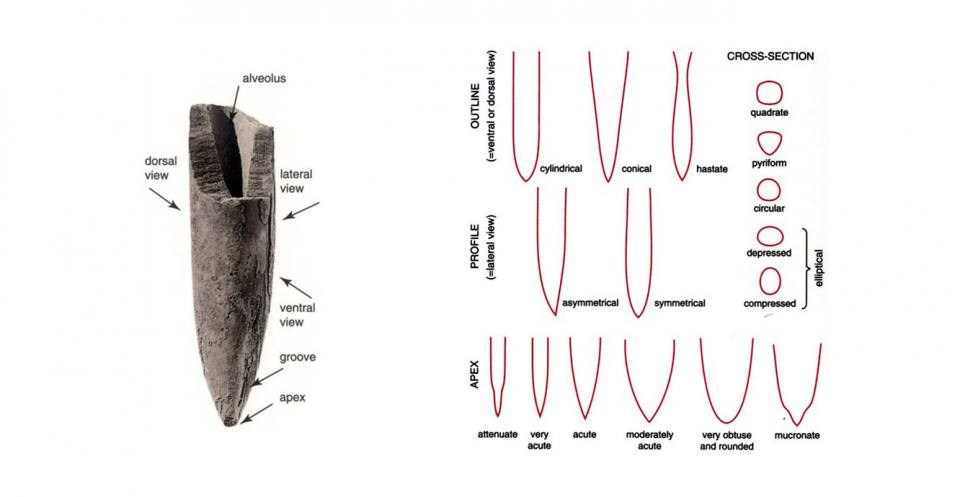 alveolus
dorsal
view
lateral
view
ventral
view
groove
apex
OUTLINE
(=ventral or dorsal view)
cylindrical
conical
hastate
PROFILE
(=lateral view)
asymmetrical
symmetrical
APEX
attenuate
very
acute
acute
moderately
acute
very obtuse
and rounded
mucronate
CROSS-SECTION
quadrate
pyriform
circular
depressed
compressed
elliptical